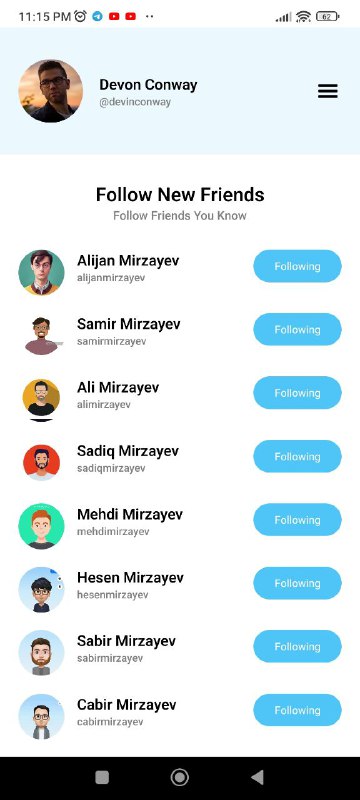 11:15 PM
62
Devon Conway
@devinconway
Follow New Friends
Follow Friends You Know
Alijan Mirzayev
alijanmirzayev
Following
Samir Mirzayev
samirmirzayev
Following
Ali Mirzayev
alimirzayev
Following
Sadiq Mirzayev
sadiqmirzayev
Following
Mehdi Mirzayev
mehdimirzayev
Following
Hesen Mirzayev
hesenmirzayev
Following
Sabir Mirzayev
sabirmirzayev
Following
Cabir Mirzayev
cabirmirzayev
Following